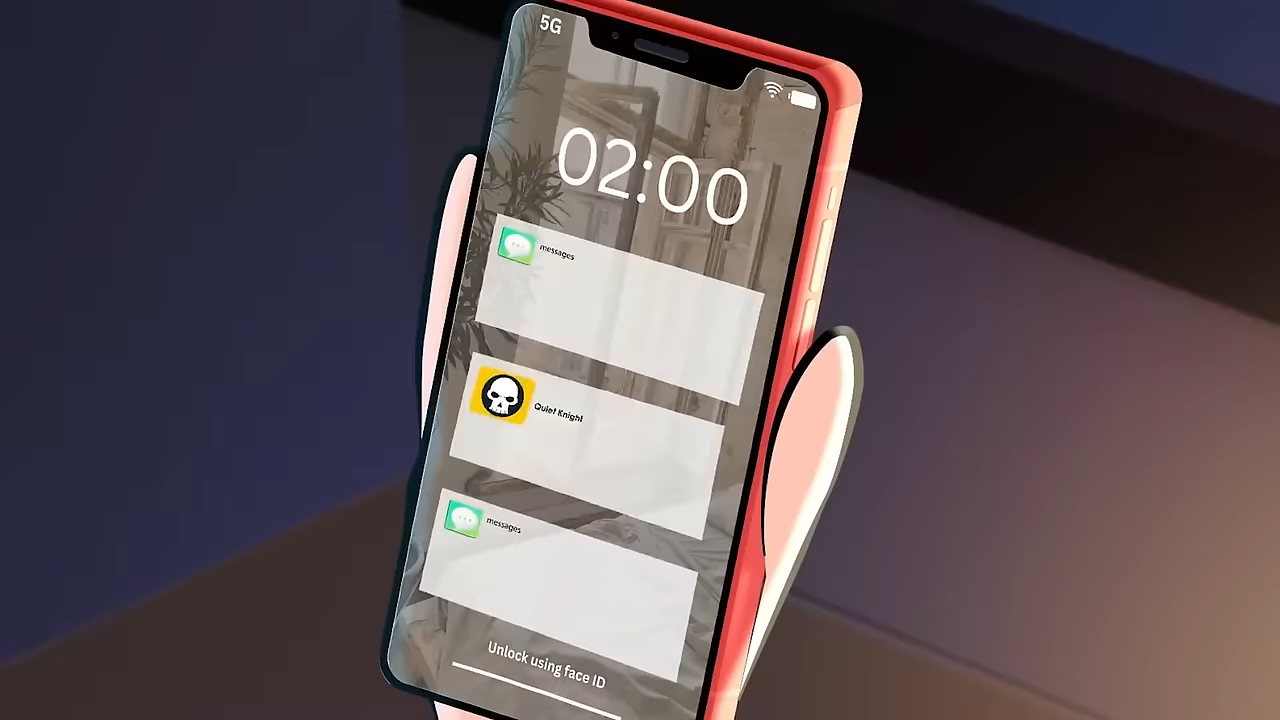 5G
02:00
messages
Quiet Knight
messages
Unlock using face ID